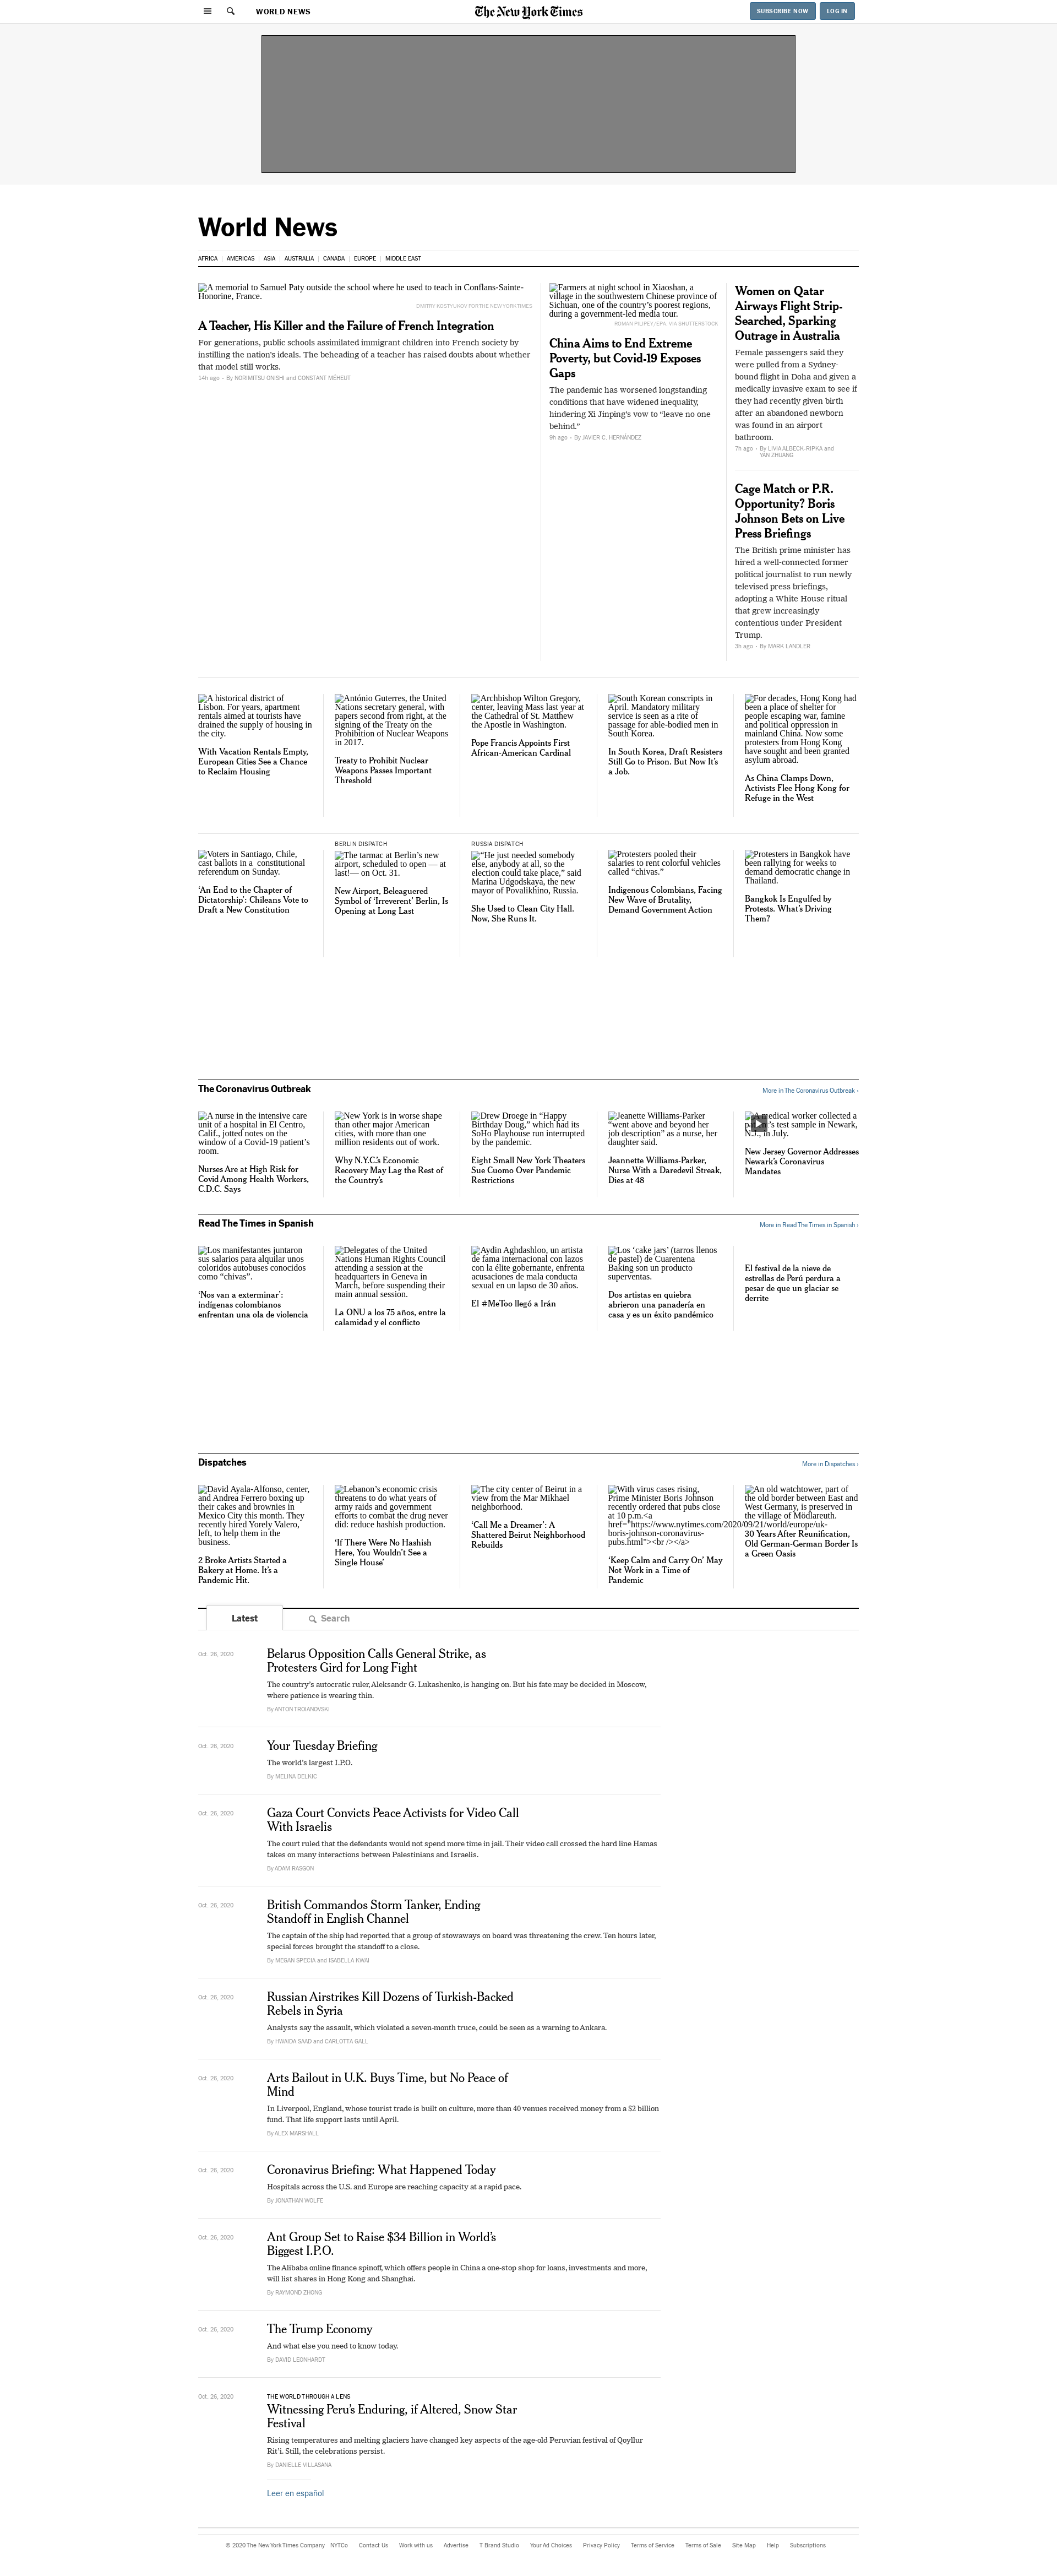 WORLD NEWS
The New York Times
SUBSCRIBE NOW
LOG IN
World News
AFRICA
AMERICAS
ASIA
AUSTRALIA
CANADA
EUROPE
MIDDLE EAST
A memorial to Samuel Paty outside the school where he used to teach in Conflans-Sainte-
Honorine, France.
DMITRY KOSTYUKOV FOR THE NEW YORK TIMES
A Teacher, His Killer and the Failure of French Integration
For generations, public schools assimilated immigrant children into French society by
instilling the nation's ideals. The beheading of a teacher has raised doubts about whether
that model still works.
14h ago - By NORIMITSU ONISHI and CONSTANT MÉHEUT
Farmers at night school in Xiaoshan, a
village in the southwestern Chinese province of
Sichuan, one of the country's poorest regions,
during a government-led media tour.
ROMAN PILIPEY/EPA, VIA SHUTTERSTOCK
China Aims to End Extreme
Poverty, but Covid-19 Exposes
Gaps
The pandemic has worsened longstanding
conditions that have widened inequality,
hindering Xi Jinping's vow to “leave no one
behind.”
9h ago - By JAVIER C. HERNÁNDEZ
Women on Qatar
Airways Flight Strip-
Searched, Sparking
Outrage in Australia
Female passengers said they
were pulled from a Sydney-
bound flight in Doha and given a
medically invasive exam to see if
they had recently given birth
after an abandoned newborn
was found in an airport
bathroom.
7h ago - By LIVIA ALBECK-RIPKA and
YAN ZHUANG
Cage Match or P.R.
Opportunity? Boris
Johnson Bets on Live
Press Briefings
The British prime minister has
hired a well-connected former
political journalist to run newly
televised press briefings,
adopting a White House ritual
that grew increasingly
contentious under President
Trump.
3h ago - By MARK LANDLER
A historical district of
Lisbon. For years, apartment
rentals aimed at tourists have
drained the supply of housing in
the city.
With Vacation Rentals Empty,
European Cities See a Chance
to Reclaim Housing
António Guterres, the United
Nations secretary general, with
papers second from right, at the
signing of the Treaty on the
Prohibition of Nuclear Weapons
in 2017.
Treaty to Prohibit Nuclear
Weapons Passes Important
Threshold
Archbishop Wilton Gregory,
center, leaving Mass last year at
the Cathedral of St. Matthew
the Apostle in Washington.
Pope Francis Appoints First
African-American Cardinal
South Korean conscripts in
April. Mandatory military
service is seen as a rite of
passage for able-bodied men in
South Korea.
In South Korea, Draft Resisters
Still Go to Prison. But Now It's
a Job.
For decades, Hong Kong had
been a place of shelter for
people escaping war, famine
and political oppression in
mainland China. Now some
protesters from Hong Kong
have sought and been granted
asylum abroad.
As China Clamps Down,
Activists Flee Hong Kong for
Refuge in the West
Voters in Santiago, Chile,
cast ballots in a constitutional
referendum on Sunday.
‘An End to the Chapter of
Dictatorship’: Chileans Vote to
Draft a New Constitution
BERLIN DISPATCH
The tarmac at Berlin's new
airport, scheduled to open — at
last!— on Oct. 31.
New Airport, Beleaguered
Symbol of ‘Irreverent’ Berlin, Is
Opening at Long Last
RUSSIA DISPATCH
“He just needed somebody
else, anybody at all, so the
election could take place,” said
Marina Udgodskaya, the new
mayor of Povalikhino, Russia.
She Used to Clean City Hall.
Now, She Runs It.
Protesters pooled their
salaries to rent colorful vehicles
called “chivas.”
Indigenous Colombians, Facing
New Wave of Brutality,
Demand Government Action
Protesters in Bangkok have
been rallying for weeks to
demand democratic change in
Thailand.
Bangkok Is Engulfed by
Protests. What's Driving
Them?
The Coronavirus Outbreak
More in The Coronavirus Outbreak ›
A nurse in the intensive care
unit of a hospital in El Centro,
Calif., jotted notes on the
window of a Covid-19 patient's
room.
Nurses Are at High Risk for
Covid Among Health Workers,
C.D.C. Says
New York is in worse shape
than other major American
cities, with more than one
million residents out of work.
Why N.Y.C.'s Economic
Recovery May Lag the Rest of
the Country's
Drew Droege in “Happy
Birthday Doug,” which had its
SoHo Playhouse run interrupted
by the pandemic.
Eight Small New York Theaters
Sue Cuomo Over Pandemic
Restrictions
Jeanette Williams-Parker
“went above and beyond her
job description” as a nurse, her
daughter said.
Jeannette Williams-Parker,
Nurse With a Daredevil Streak,
Dies at 48
A medical worker collected a
's test sample in Newark,
N.J., in July.
New Jersey Governor Addresses
Newark's Coronavirus
Mandates
Read The Times in Spanish
More in Read The Times in Spanish ›
Los manifestantes juntaron
sus salarios para alquilar unos
coloridos autobuses conocidos
como “chivas”.
‘Nos van a exterminar’:
indígenas colombianos
enfrentan una ola de violencia
Delegates of the United
Nations Human Rights Council
attending a session at the
headquarters in Geneva in
March, before suspending their
main annual session.
La ONU a los 75 años, entre la
calamidad y el conflicto
Aydin Aghdashloo, un artista
de fama internacional con lazos
con la élite gobernante, enfrenta
acusaciones de mala conducta
sexual en un lapso de 30 años.
El #MeToo llegó a Irán
Los ‘cake jars’ (tarros llenos
de pastel) de Cuarentena
Baking son un producto
superventas.
Dos artistas en quiebra
abrieron una panadería en
casa y es un éxito pandémico
El festival de la nieve de
estrellas de Perú perdura a
pesar de que un glaciar se
derrite
Dispatches
More in Dispatches ›
David Ayala-Alfonso, center,
and Andrea Ferrero boxing up
their cakes and brownies in
Mexico City this month. They
recently hired Yorely Valero,
left, to help them in the
business.
2 Broke Artists Started a
Bakery at Home. It's a
Pandemic Hit.
Lebanon's economic crisis
threatens to do what years of
army raids and government
efforts to combat the drug never
did: reduce hashish production.
‘If There Were No Hashish
Here, You Wouldn't See a
Single House’
The city center of Beirut in a
view from the Mar Mikhael
neighborhood.
‘Call Me a Dreamer’: A
Shattered Beirut Neighborhood
Rebuilds
With virus cases rising,
Prime Minister Boris Johnson
recently ordered that pubs close
at 10 p.m.<a
href="https://www.nytimes.com/2020/09/21/world/europe/uk-
boris-johnson-coronavirus-
pubs.html"><br /></a>
‘Keep Calm and Carry On’ May
Not Work in a Time of
Pandemic
An old watchtower, part of
the old border between East and
West Germany, is preserved in
the village of Mödlareuth.
30 Years After Reunification,
Old German-German Border Is
a Green Oasis
Latest
Search
Oct. 26, 2020
Belarus Opposition Calls General Strike, as
Protesters Gird for Long Fight
The country's autocratic ruler, Aleksandr G. Lukashenko, is hanging on. But his fate may be decided in Moscow,
where patience is wearing thin.
By ANTON TROIANOVSKI
Oct. 26, 2020
Your Tuesday Briefing
The world's largest I.P.O.
By MELINA DELKIC
Oct. 26, 2020
Gaza Court Convicts Peace Activists for Video Call
With Israelis
The court ruled that the defendants would not spend more time in jail. Their video call crossed the hard line Hamas
takes on many interactions between Palestinians and Israelis.
By ADAM RASGON
Oct. 26, 2020
British Commandos Storm Tanker, Ending
Standoff in English Channel
The captain of the ship had reported that a group of stowaways on board was threatening the crew. Ten hours later,
special forces brought the standoff to a close.
By MEGAN SPECIA and ISABELLA KWAI
Oct. 26, 2020
Russian Airstrikes Kill Dozens of Turkish-Backed
Rebels in Syria
Analysts say the assault, which violated a seven-month truce, could be seen as a warning to Ankara.
By HWAIDA SAAD and CARLOTTA GALL
Oct. 26, 2020
Arts Bailout in U.K. Buys Time, but No Peace of
Mind
In Liverpool, England, whose tourist trade is built on culture, more than 40 venues received money from a $2 billion
fund. That life support lasts until April.
By ALEX MARSHALL
Oct. 26, 2020
Coronavirus Briefing: What Happened Today
Hospitals across the U.S. and Europe are reaching capacity at a rapid pace.
By JONATHAN WOLFE
Oct. 26, 2020
Ant Group Set to Raise $34 Billion in World's
Biggest I.P.O.
The Alibaba online finance spinoff, which offers people in China a one-stop shop for loans, investments and more,
will list shares in Hong Kong and Shanghai.
By RAYMOND ZHONG
Oct. 26, 2020
The Trump Economy
And what else you need to know today.
By DAVID LEONHARDT
Oct. 26, 2020
THE WORLD THROUGH A LENS
Witnessing Peru's Enduring, if Altered, Snow Star
Festival
Rising temperatures and melting glaciers have changed key aspects of the age-old Peruvian festival of Qoyllur
Rit'i. Still, the celebrations persist.
By DANIELLE VILLASANA
Leer en español
© 2020 The New York Times Company
NYTCo
Contact Us
Work with us
Advertise
T Brand Studio
Your Ad Choices
Privacy Policy
Terms of Service
Terms of Sale
Site Map
Help
Subscriptions